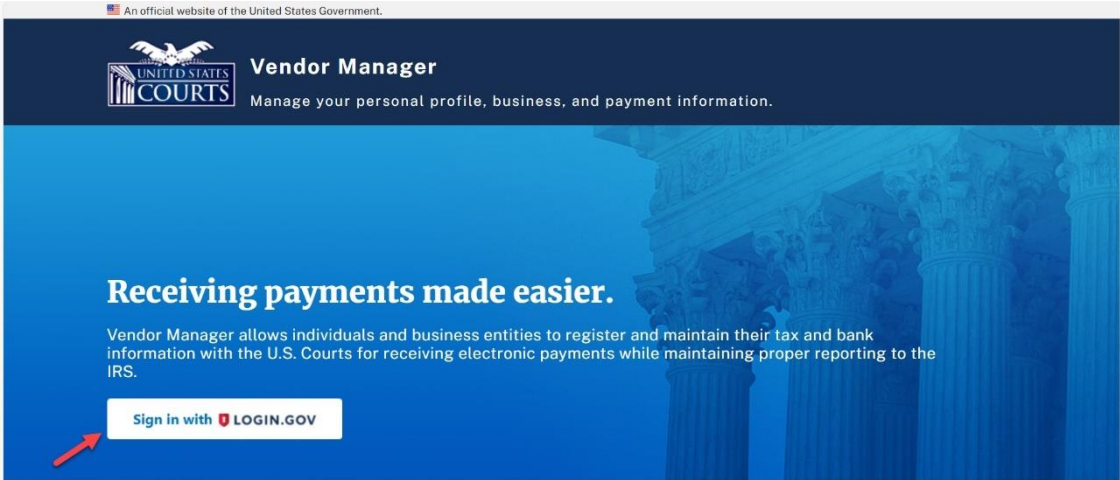 An official website of the United States Government.
UNITED STATES
COURTS
Vendor Manager
Manage your personal profile, business, and payment information.
Receiving payments made easier.
Vendor Manager allows individuals and business entities to register and maintain their tax and bank
information with the U.S. Courts for receiving electronic payments while maintaining proper reporting to the
IRS.
Sign in with LOGIN.GOV